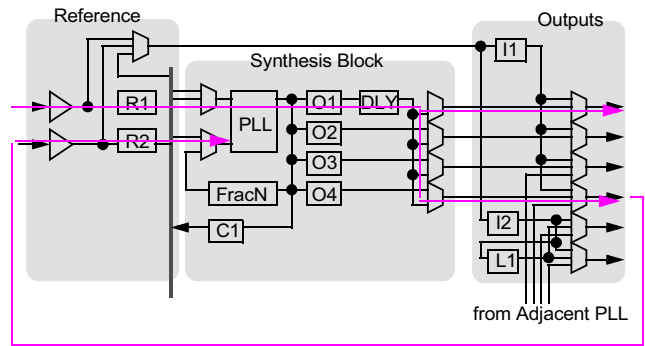 Reference
Outputs
Synthesis Block
I1
R1
O1
DLY
PLL
O2
R2
O3
FracN
O4
C1
I2
L1
from Adjacent PLL